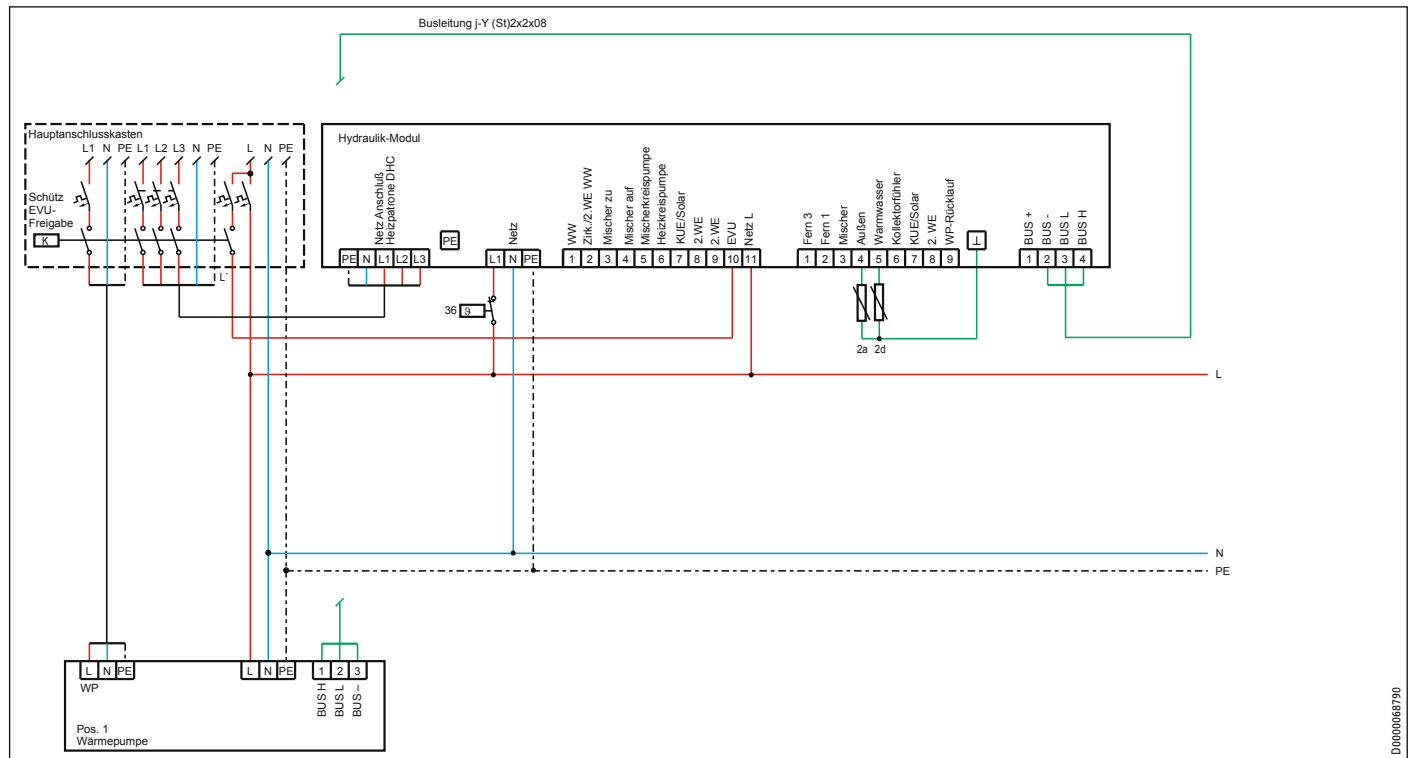 Busleitung j-Y (St)2x2x08
Hauptanschlusskasten
L1 N PE L1 L2 L3 N PE L N PE
Schütz
EVU-
Freigabe
K
L´
Hydraulik-Modul
Netz Anschluß
Heizpatrone DHC
PE
Netz
WW
Zirk./2.WE WW
Mischer zu
Mischer auf
Mischerkreispumpe
Heizkreispumpe
KUE/Solar
2.WE
2.WE
EVU
Netz L
Fern 3
Fern 1
Mischer
Außen
Warmwasser
Kollektorfühler
KUE/Solar
2. WE
WP-Rücklauf
BUS +
BUS -
BUS L
BUS H
PE N L1 L2 L3
L1 N PE
1 2 3 4 5 6 7 8 9 10 11
1 2 3 4 5 6 7 8 9
1 2 3 4
36 ϑ
2a 2d
L
N
PE
L N PE
WP
L N PE
1 2 3
BUS H
BUS L
BUS –
Pos. 1
Wärmepumpe
D0000068790